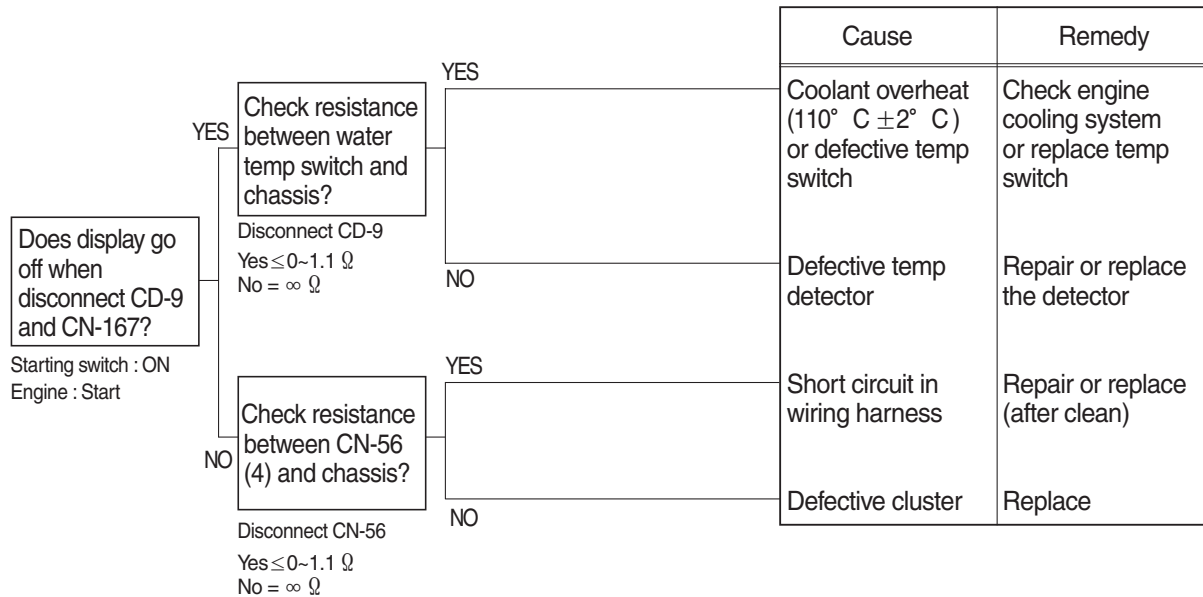 Does display go
off when
disconnect CD-9
and CN-167?
Starting switch : ON
Engine : Start
YES
Check resistance
between water
temp switch and
chassis?
Disconnect CD-9
Yes≤0~1.1 Ω
No = ∞ Ω
NO
Check resistance
between CN-56
(4) and chassis?
Disconnect CN-56
Yes≤0~1.1 Ω
No = ∞ Ω
YES
NO
YES
NO
Cause
Remedy
Coolant overheat
(110° C ±2° C)
or defective temp
switch
Check engine
cooling system
or replace temp
switch
Defective temp
detector
Repair or replace
the detector
Short circuit in
wiring harness
Repair or replace
(after clean)
Defective cluster
Replace